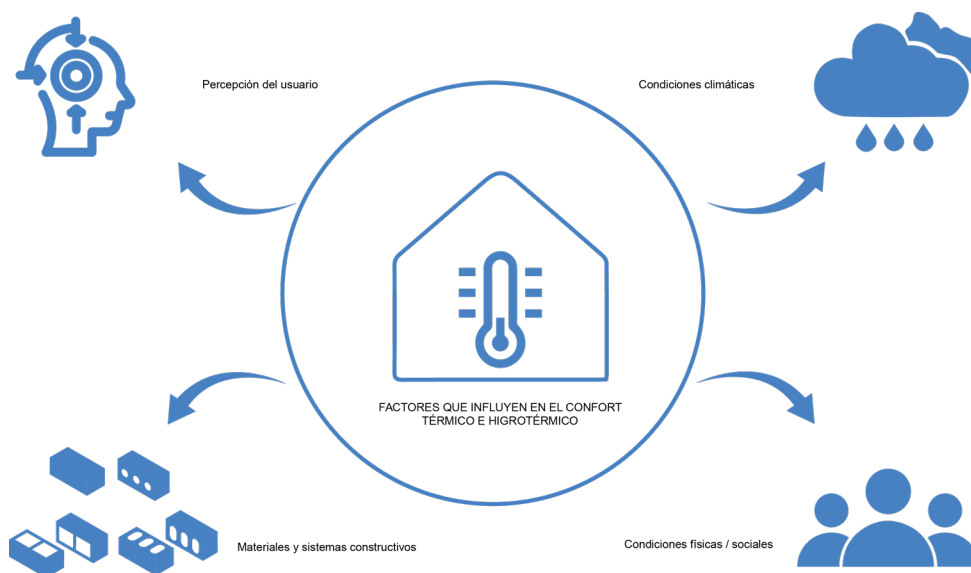 Percepción del usuario
Condiciones climáticas
FACTORES QUE INFLUYEN EN EL CONFORT
TÉRMICO E HIGROTÉRMICO
Materiales y sistemas constructivos
Condiciones físicas / sociales